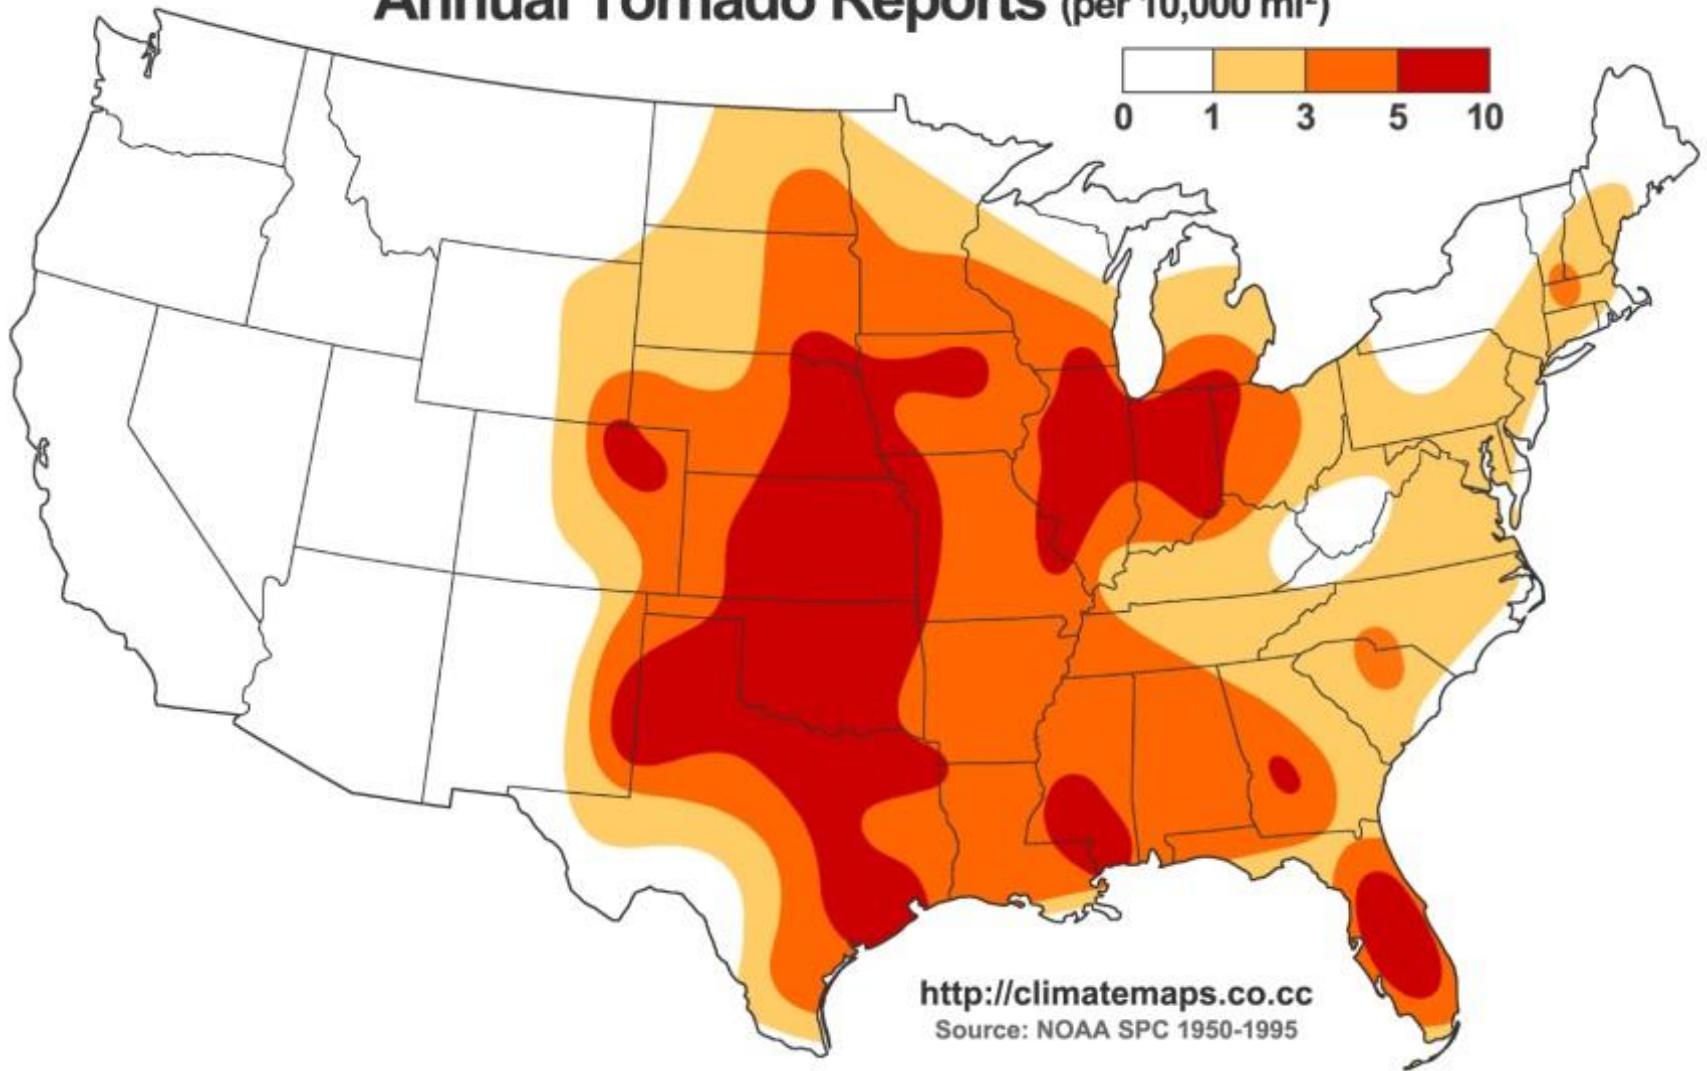 Annual Tornado Reports (per 10,000 mi²)
0 1 3 5 10
http://climatemaps.co.cc
Source: NOAA SPC 1950-1995